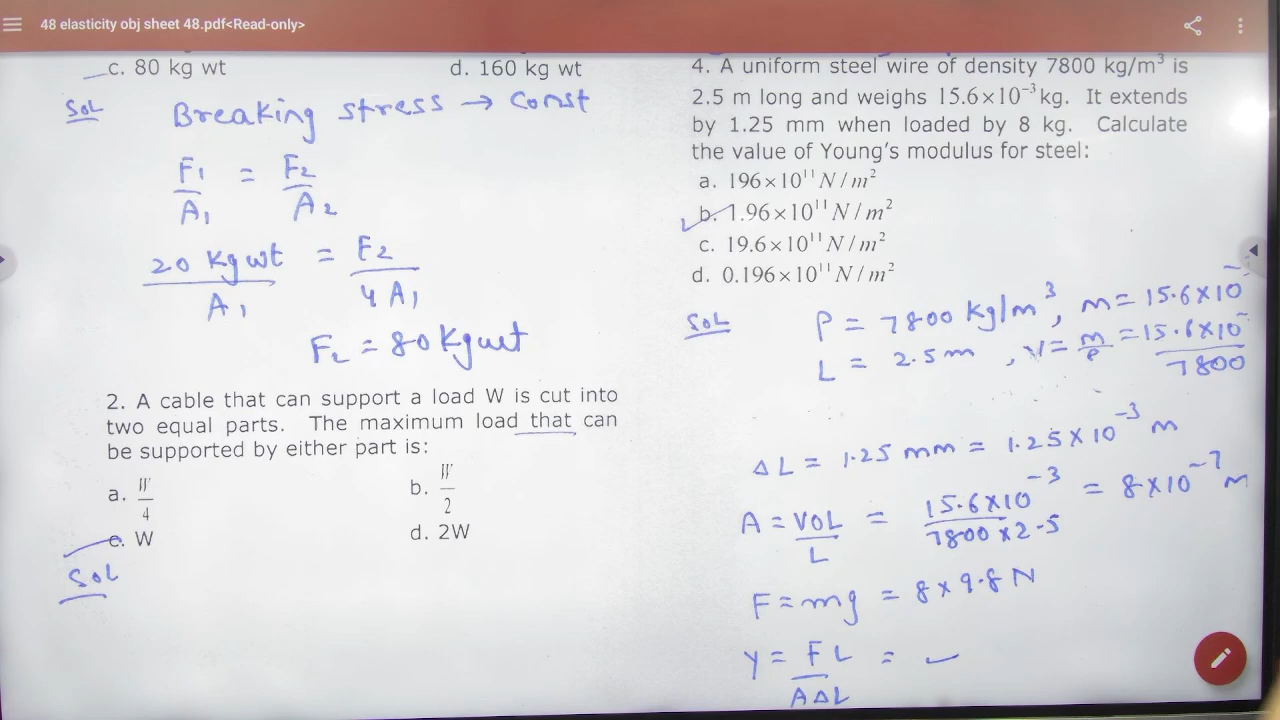 48 elasticity obj sheet 48.pdf<Read-only>
c. 80 kg wt
d. 160 kg wt
Sol
Breaking stress → Const
F₁/A₁ = F₂/A₂
20 Kgwt/A₁ = F₂/4A₁
F₂ = 80 Kgwt
2. A cable that can support a load W is cut into
two equal parts. The maximum load that can
be supported by either part is:
a. W/4
b. W/2
c. W
d. 2W
Sol
4. A uniform steel wire of density 7800 kg/m³ is
2.5 m long and weighs 15.6×10⁻³ kg. It extends
by 1.25 mm when loaded by 8 kg. Calculate
the value of Young's modulus for steel:
a. 196×10¹¹ N/m²
b. 1.96×10¹¹ N/m²
c. 19.6×10¹¹ N/m²
d. 0.196×10¹¹ N/m²
Sol
ρ = 7800 Kg/m³, m = 15.6×10⁻
L = 2.5 m, V = m/ρ = 15.6×10⁻/7800
ΔL = 1.25 mm = 1.25×10⁻³ m
A = VOL/L = 15.6×10⁻³/7800×2.5 = 8×10⁻⁷ m
F = mg = 8×9.8 N
Y = FL/AΔL =